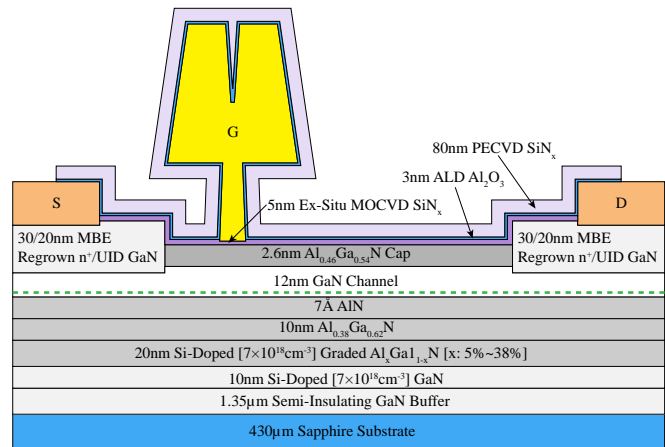 G
80nm PECVD SiNₓ
3nm ALD Al₂O₃
S
5nm Ex-Situ MOCVD SiNₓ
D
30/20nm MBE
Regrown n⁺/UID GaN
30/20nm MBE
Regrown n⁺/UID GaN
2.6nm Al₀.₄₆Ga₀.₅₄N Cap
12nm GaN Channel
7Å AlN
10nm Al₀.₃₈Ga₀.₆₂N
20nm Si-Doped [7×10¹⁸cm⁻³] Graded AlₓGa1₁₋ₓN [x: 5%~38%]
10nm Si-Doped [7×10¹⁸cm⁻³] GaN
1.35μm Semi-Insulating GaN Buffer
430μm Sapphire Substrate